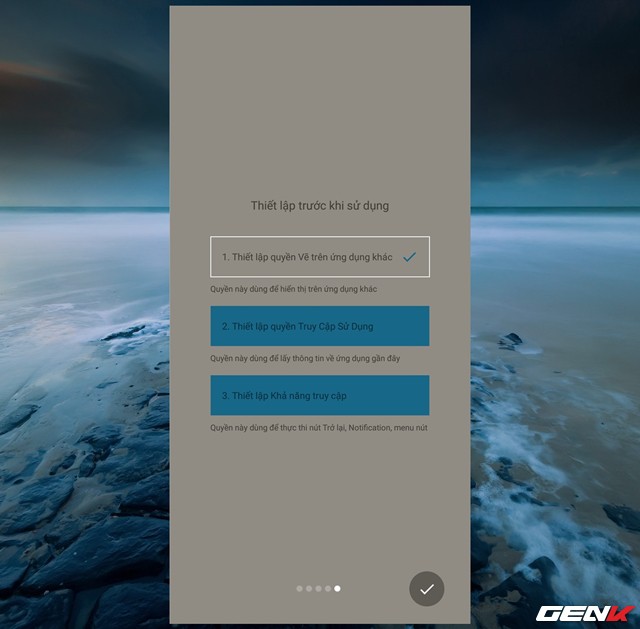 Thiết lập trước khi sử dụng
1. Thiết lập quyền Vẽ trên ứng dụng khác
Quyền này dùng để hiển thị trên ứng dụng khác
2. Thiết lập quyền Truy Cập Sử Dụng
Quyền này dùng để lấy thông tin về ứng dụng gần đây
3. Thiết lập Khả năng truy cập
Quyền này dùng để thực thi nút Trở lại, Notification, menu nút
GENK